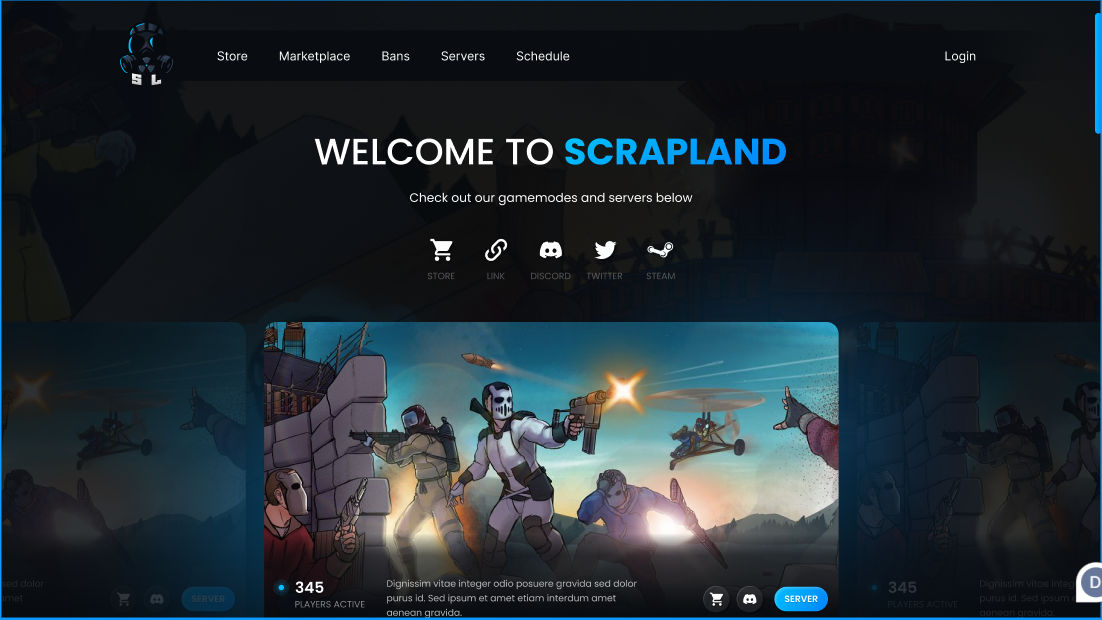 S L
Store
Marketplace
Bans
Servers
Schedule
Login
WELCOME TO SCRAPLAND
Check out our gamemodes and servers below
STORE
LINK
DISCORD
TWITTER
STEAM
sed dolor
amet
SERVER
345
PLAYERS ACTIVE
Dignissim vitae integer odio posuere gravida sed dolor
purus id. Sed ipsum et amet etiam interdum amet
aenean gravida.
SERVER
345
PLAYERS ACTIVE
Dignissim vitae integ
purus id. Sed ipsum
aenean gravida.
D